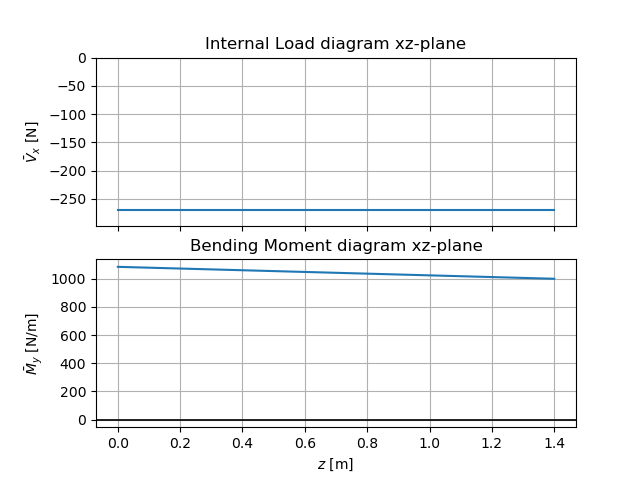 Internal Load diagram xz-plane
0
−50
−100
−150
−200
−250
V̄ₓ [N]
Bending Moment diagram xz-plane
1000
800
600
400
200
0
M̄ᵧ [N/m]
0.0 0.2 0.4 0.6 0.8 1.0 1.2 1.4
z [m]